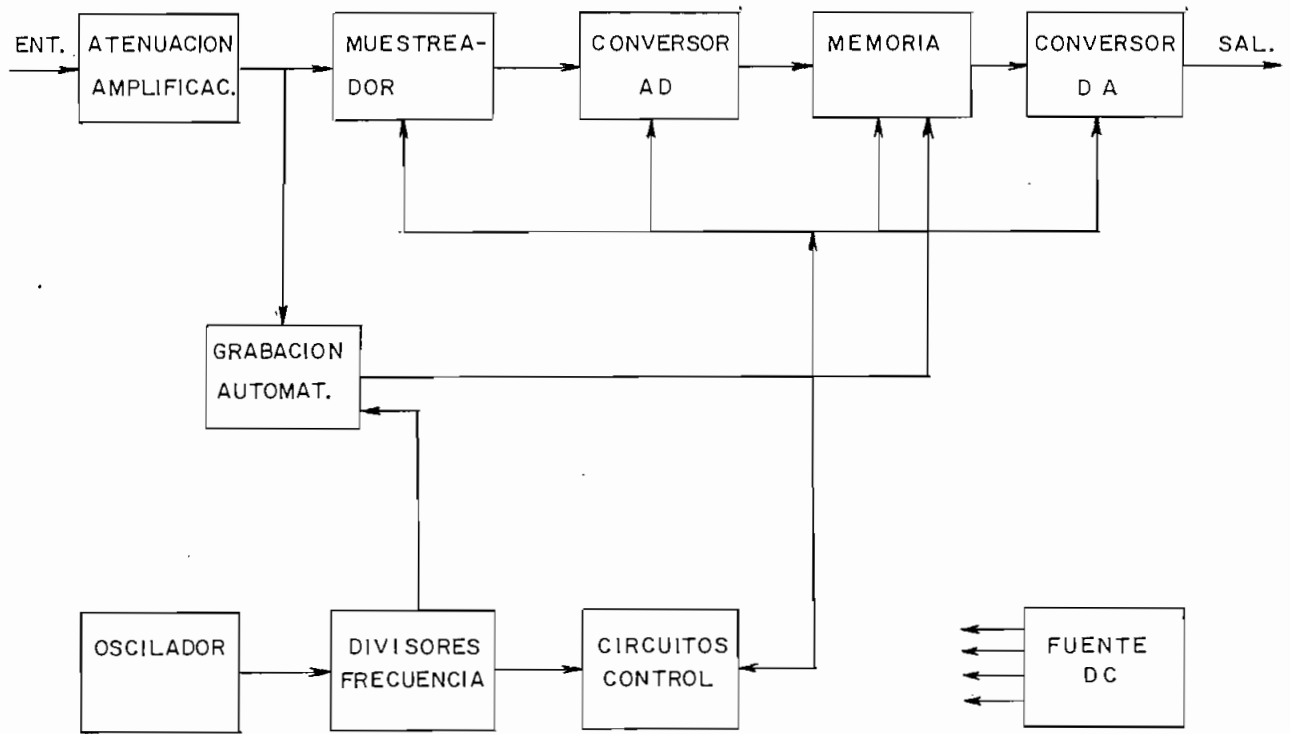 ENT.
ATENUACION
AMPLIFICAC.
MUESTREA-
DOR
CONVERSOR
AD
MEMORIA
CONVERSOR
D A
SAL.
GRABACION
AUTOMAT.
OSCILADOR
DIVISORES
FRECUENCIA
CIRCUITOS
CONTROL
FUENTE
DC